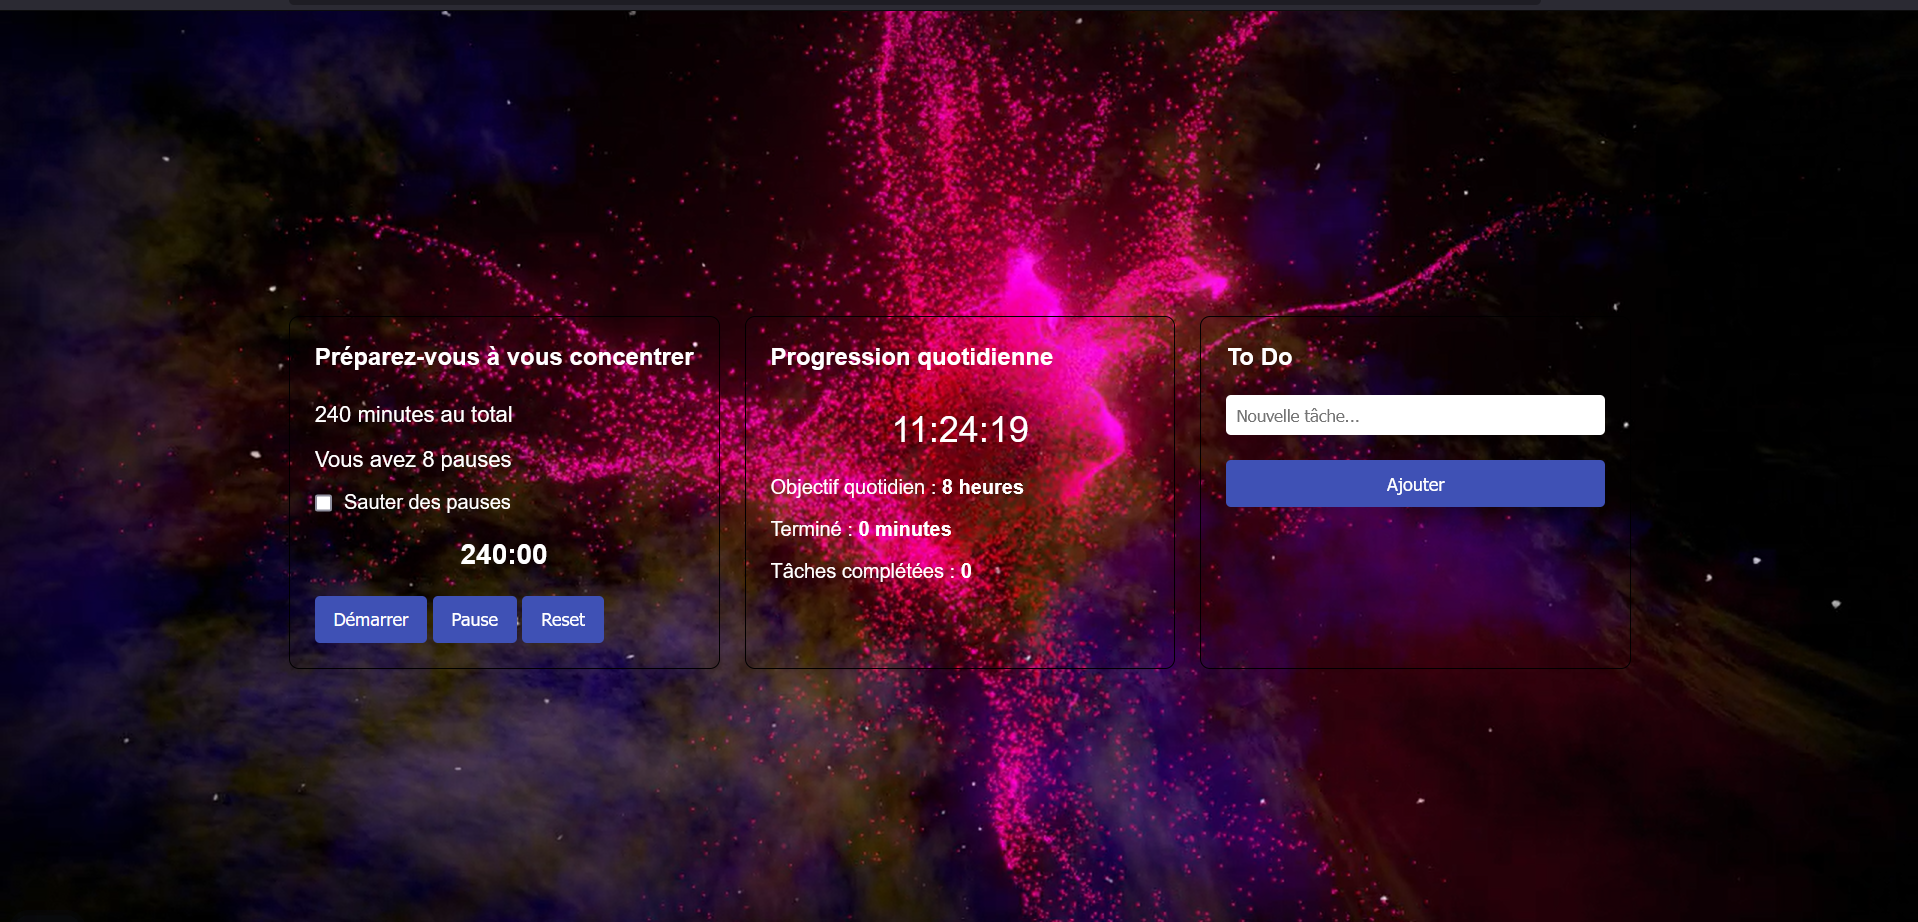 Préparez-vous à vous concentrer
240 minutes au total
Vous avez 8 pauses
Sauter des pauses
240:00
Démarrer Pause Reset
Progression quotidienne
11:24:19
Objectif quotidien : 8 heures
Terminé : 0 minutes
Tâches complétées : 0
To Do
Nouvelle tâche...
Ajouter